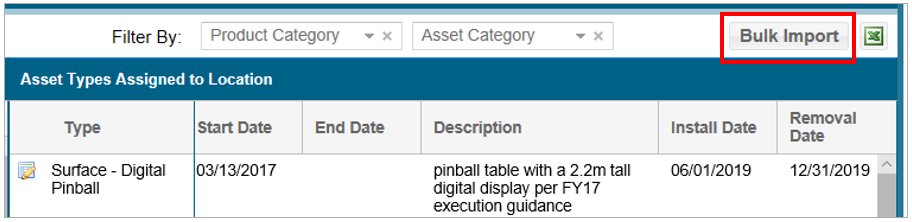 Filter By: Product Category Asset Category Bulk Import
Asset Types Assigned to Location
Type Start Date End Date Description Install Date Removal Date
Surface - Digital Pinball 03/13/2017 pinball table with a 2.2m tall digital display per FY17 execution guidance 06/01/2019 12/31/2019